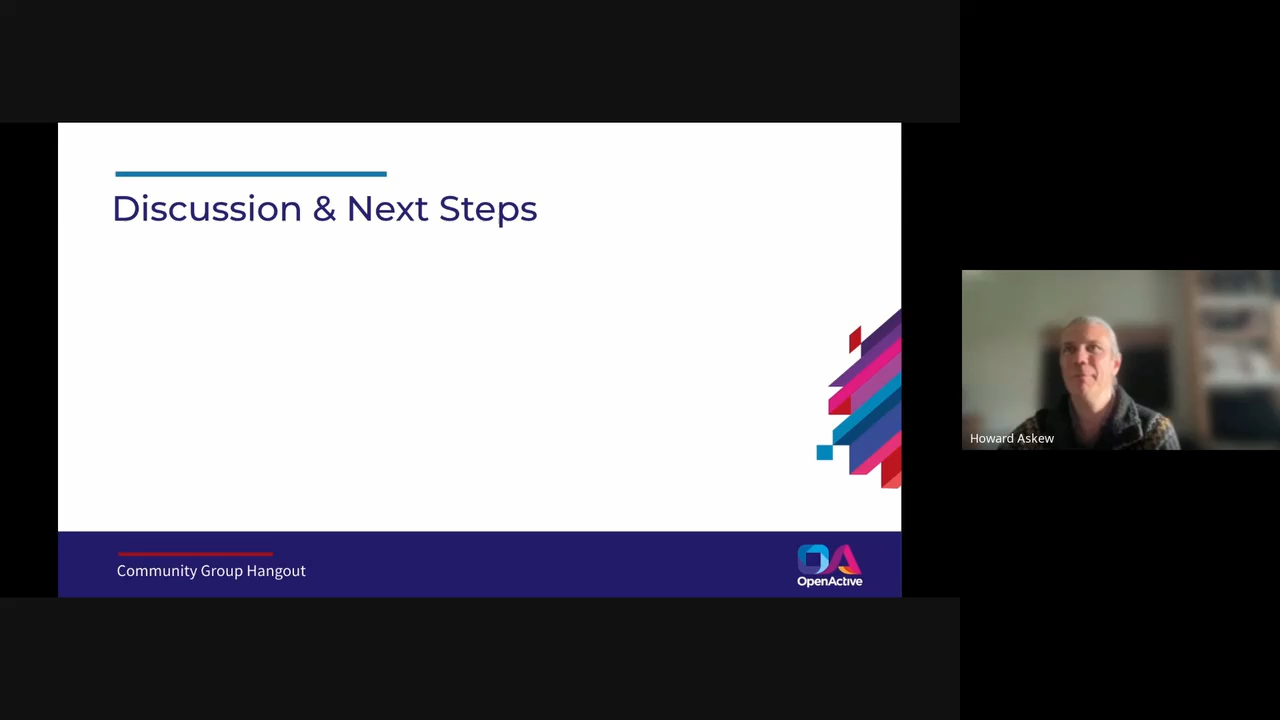 Discussion & Next Steps
Community Group Hangout
OpenActive
Howard Askew